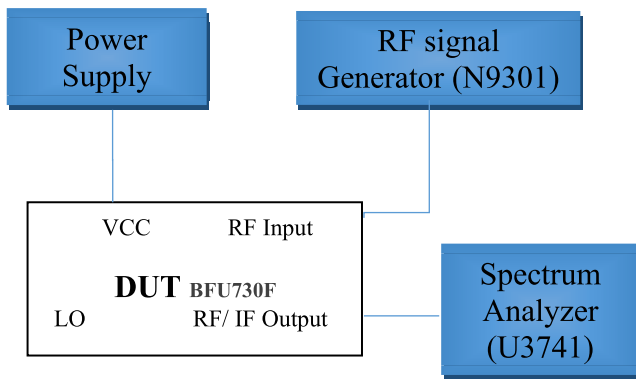 Power
Supply
RF signal
Generator (N9301)
VCC RF Input
DUT BFU730F
LO RF/ IF Output
Spectrum
Analyzer
(U3741)